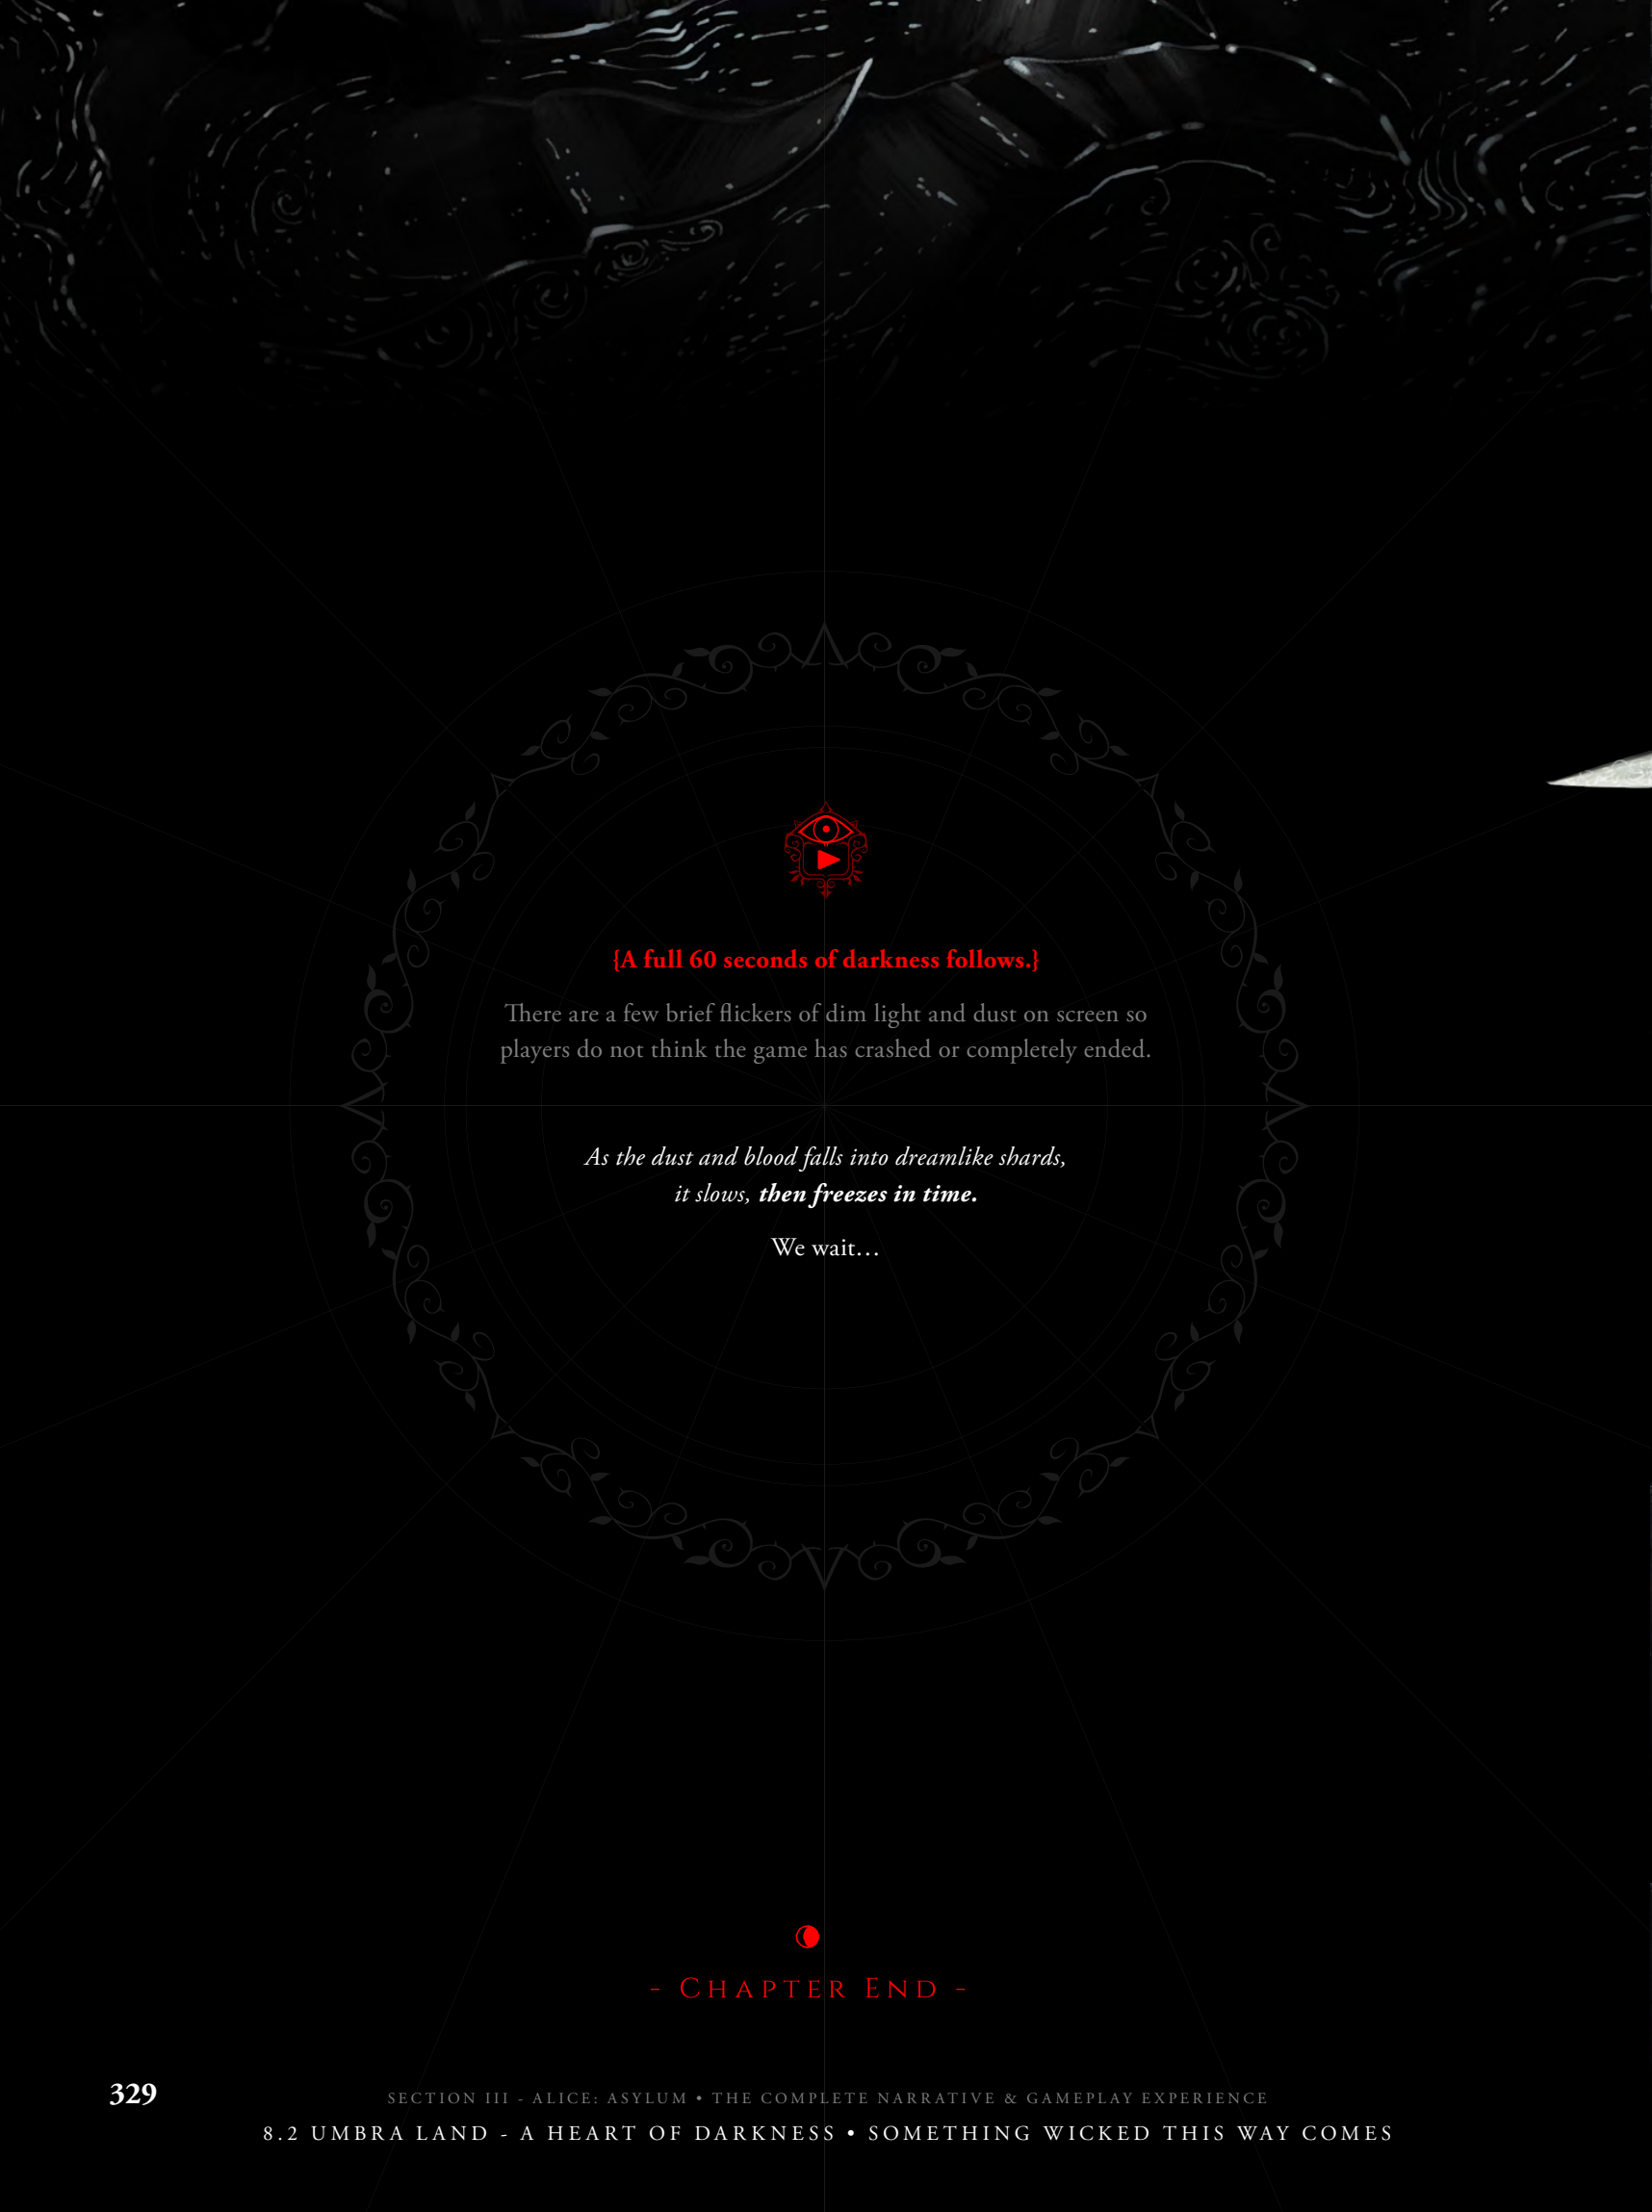 {A full 60 seconds of darkness follows.}
There are a few brief flickers of dim light and dust on screen so
players do not think the game has crashed or completely ended.
As the dust and blood falls into dreamlike shards,
it slows, then freezes in time.
We wait…
- Chapter End -
329
SECTION III - ALICE: ASYLUM • THE COMPLETE NARRATIVE & GAMEPLAY EXPERIENCE
8.2 UMBRA LAND - A HEART OF DARKNESS • SOMETHING WICKED THIS WAY COMES